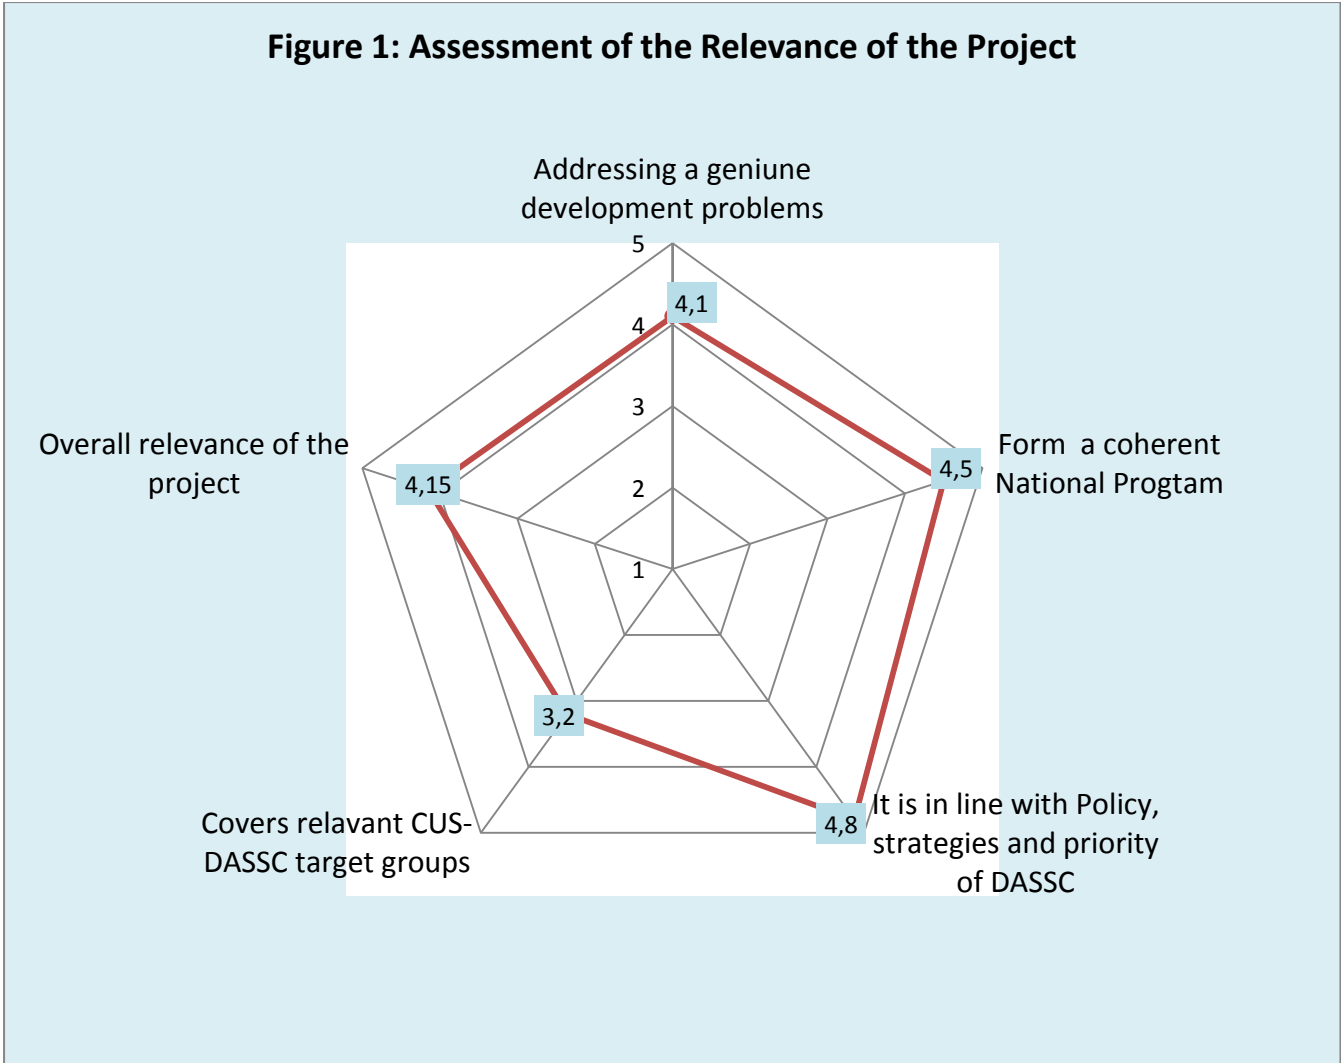 Figure 1: Assessment of the Relevance of the Project
Addressing a geniune
development problems
5
4,1
4
3
2
1
Form  a coherent
National Progtam
4,5
Overall relevance of the
project
4,15
3,2
Covers relavant CUS-
DASSC target groups
4,8
It is in line with Policy,
strategies and priority
of DASSC